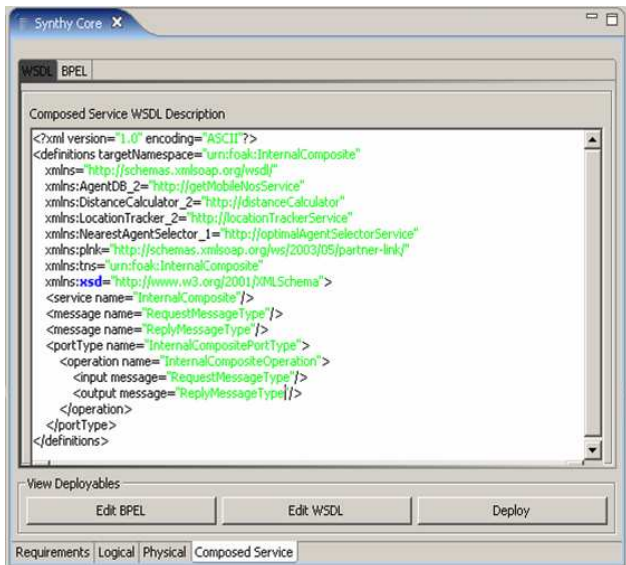 Synthy Core
WSDL BPEL
Composed Service WSDL Description
<?xml version="1.0" encoding="ASCII"?>
<definitions targetNamespace="urn:foak:InternalComposite"
xmlns="http://schemas.xmlsoap.org/wsdl/"
xmlns:AgentDB_2="http://getMobileNosService"
xmlns:DistanceCalculator_2="http://distanceCalculator"
xmlns:LocationTracker_2="http://locationTrackerService"
xmlns:NearestAgentSelector_1="http://optimalAgentSelectorService"
xmlns:plnk="http://schemas.xmlsoap.org/ws/2003/05/partner-link/"
xmlns:tns="urn:foak:InternalComposite"
xmlns:xsd="http://www.w3.org/2001/XMLSchema">
<service name="InternalComposite"/>
<message name="RequestMessageType"/>
<message name="ReplyMessageType"/>
<portType name="InternalCompositePortType">
<operation name="InternalCompositeOperation">
<input message="RequestMessageType"/>
<output message="ReplyMessageType"/>
</operation>
</portType>
</definitions>
View Deployables
Edit BPEL Edit WSDL Deploy
Requirements Logical Physical Composed Service